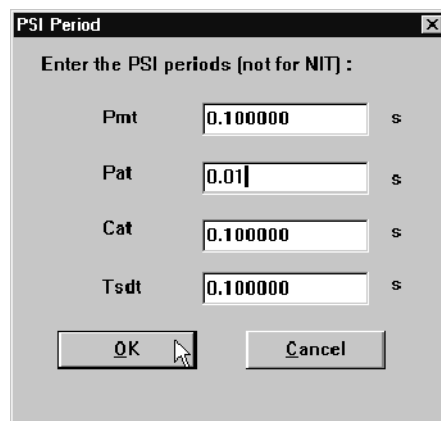 PSI Period
Enter the PSI periods (not for NIT) :
Pmt 0.100000 s
Pat 0.01 s
Cat 0.100000 s
Tsdt 0.100000 s
OK Cancel